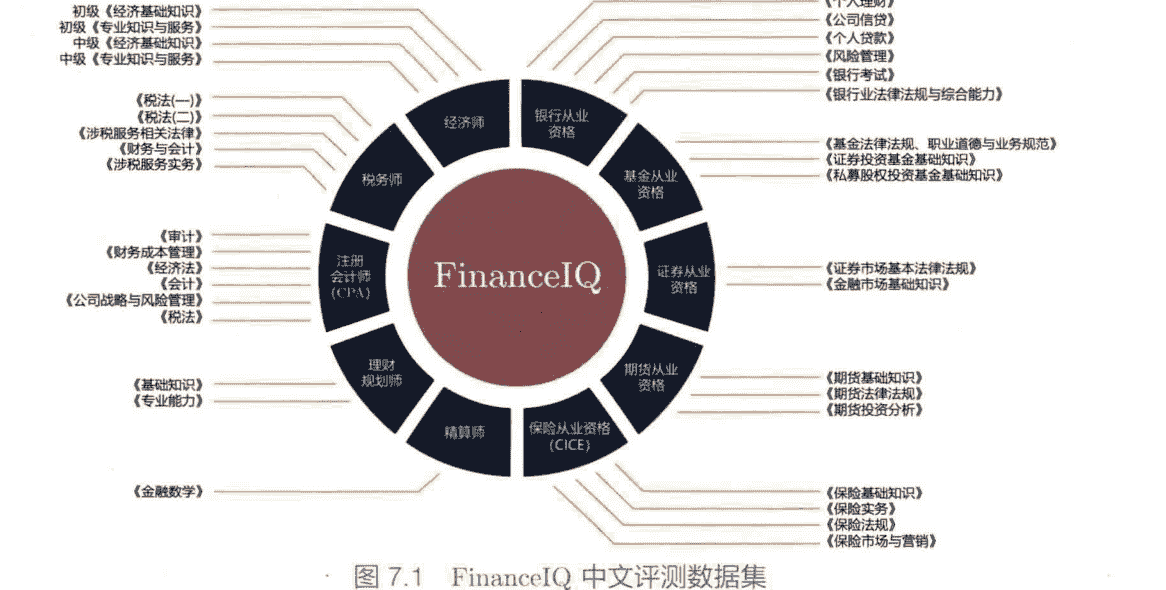 初级《经济基础知识》
初级《专业知识与服务》
中级《经济基础知识》
中级《专业知识与服务》
《税法(一)》
《税法(二)》
《涉税服务相关法律》
《财务与会计》
《涉税服务实务》
《审计》
《财务成本管理》
《经济法》
《会计》
《公司战略与风险管理》
《税法》
《基础知识》
《专业能力》
《金融数学》
经济师
税务师
注册
会计师
(CPA)
理财
规划师
精算师
FinanceIQ
银行从业
资格
基金从业
资格
证券从业
资格
期货从业
资格
保险从业资格
(CICE)
《个人理财》
《公司信贷》
《个人贷款》
《风险管理》
《银行考试》
《银行业法律法规与综合能力》
《基金法律法规、职业道德与业务规范》
《证券投资基金基础知识》
《私募股权投资基金基础知识》
《证券市场基本法律法规》
《金融市场基础知识》
《期货基础知识》
《期货法律法规》
《期货投资分析》
《保险基础知识》
《保险实务》
《保险法规》
《保险市场与营销》
图 7.1 FinanceIQ 中文评测数据集